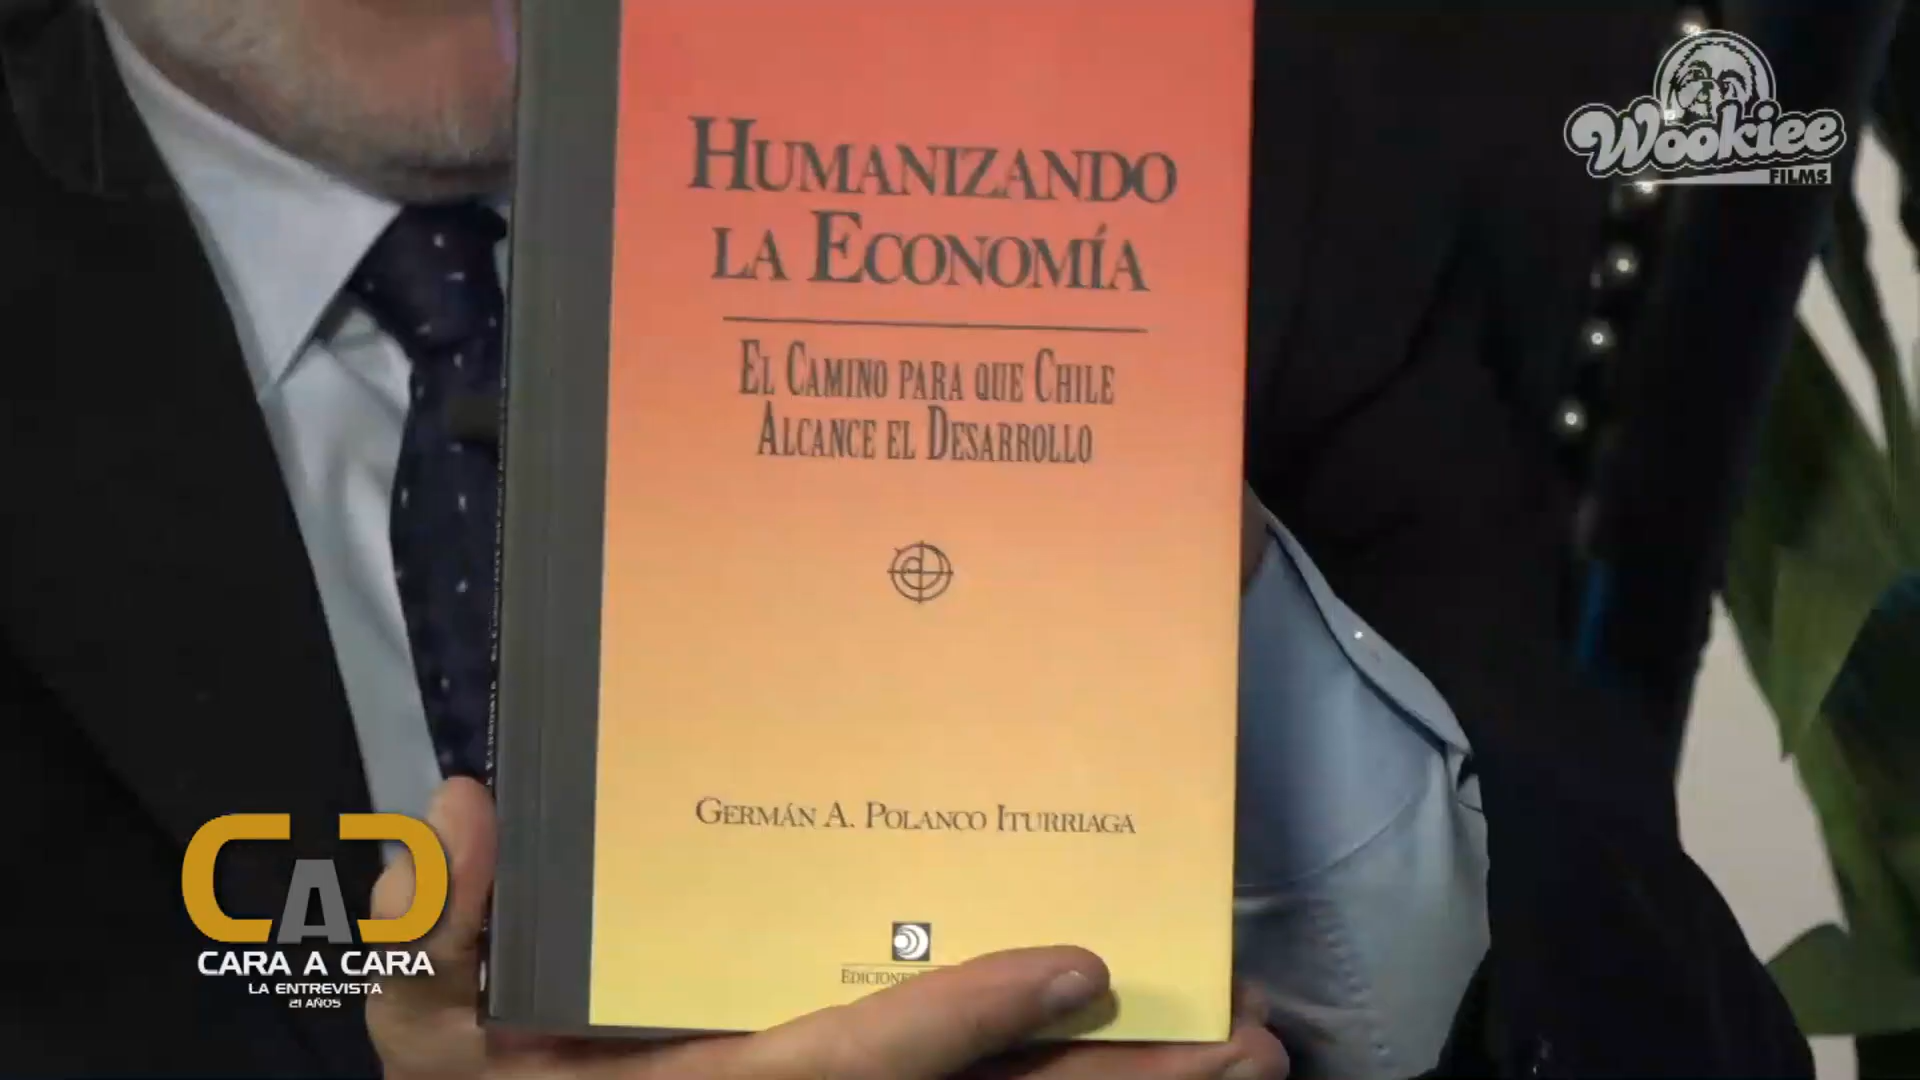 HUMANIZANDO
LA ECONOMÍA
EL CAMINO PARA QUE CHILE
ALCANCE EL DESARROLLO
GERMÁN A. POLANCO ITURRIAGA
Wookiee
FILMS
CAC
CARA A CARA
LA ENTREVISTA
21 AÑOS